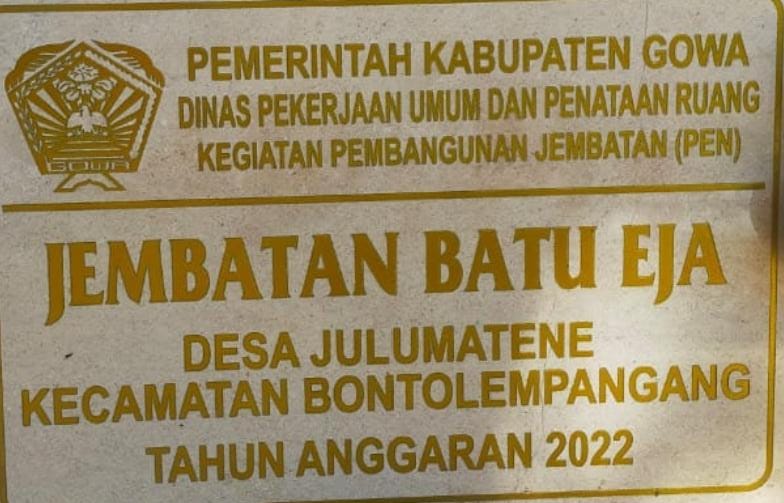 PEMERINTAH KABUPATEN GOWA
DINAS PEKERJAAN UMUM DAN PENATAAN RUANG
KEGIATAN PEMBANGUNAN JEMBATAN (PEN)
GOWA
JEMBATAN BATU EJA
DESA JULUMATENE
KECAMATAN BONTOLEMPANGANG
TAHUN ANGGARAN 2022